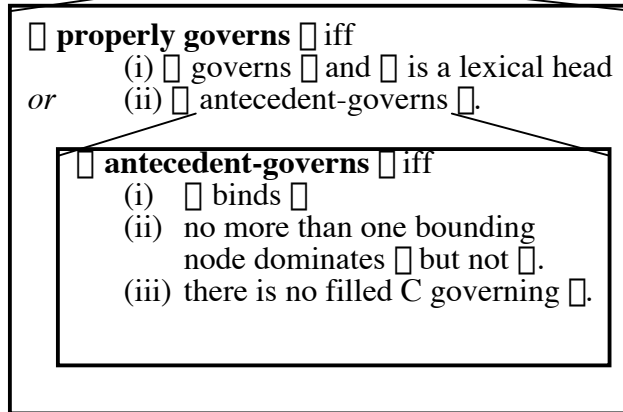 ▯ properly governs ▯ iff
(i) ▯ governs ▯ and ▯ is a lexical head
or (ii) ▯ antecedent-governs ▯.
▯ antecedent-governs ▯ iff
(i) ▯ binds ▯
(ii) no more than one bounding
node dominates ▯ but not ▯.
(iii) there is no filled C governing ▯.